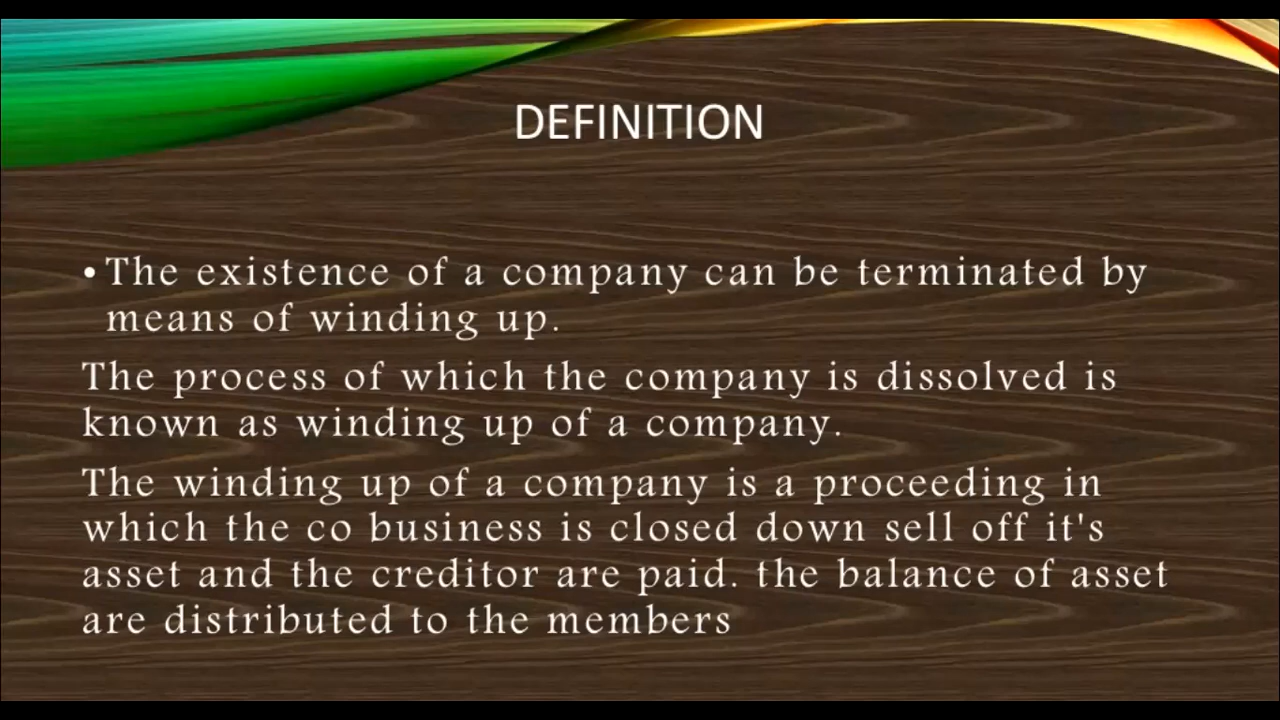 DEFINITION
• The existence of a company can be terminated by
means of winding up.
The process of which the company is dissolved is
known as winding up of a company.
The winding up of a company is a proceeding in
which the co business is closed down sell off it's
asset and the creditor are paid. the balance of asset
are distributed to the members